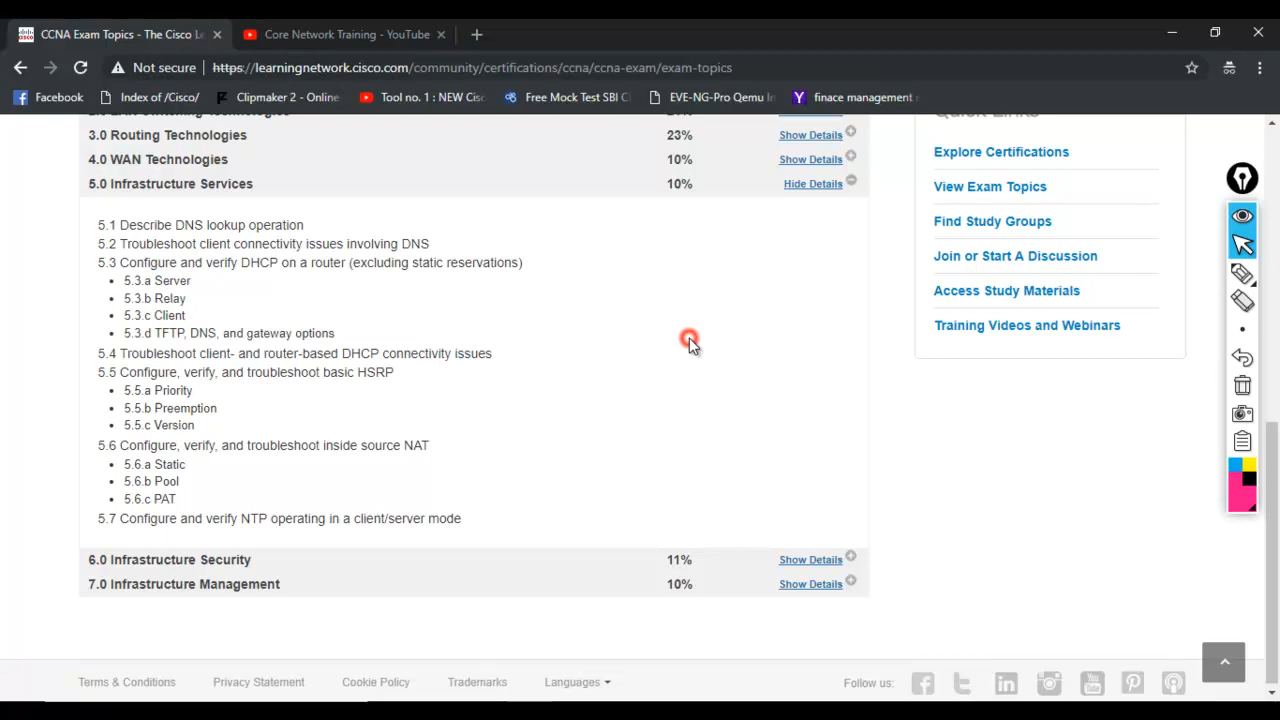 CCNA Exam Topics - The Cisco Le
Core Network Training - YouTube
Not secure
https://learningnetwork.cisco.com/community/certifications/ccna/ccna-exam/exam-topics
Facebook
Index of /Cisco/
Clipmaker 2 - Online
Tool no. 1 : NEW Cis
Free Mock Test SBI C
EVE-NG-Pro Qemu In
finace management
Quick Links
3.0 Routing Technologies 23% Show Details
4.0 WAN Technologies 10% Show Details
5.0 Infrastructure Services 10% Hide Details
5.1 Describe DNS lookup operation
5.2 Troubleshoot client connectivity issues involving DNS
5.3 Configure and verify DHCP on a router (excluding static reservations)
• 5.3.a Server
• 5.3.b Relay
• 5.3.c Client
• 5.3.d TFTP, DNS, and gateway options
5.4 Troubleshoot client- and router-based DHCP connectivity issues
5.5 Configure, verify, and troubleshoot basic HSRP
• 5.5.a Priority
• 5.5.b Preemption
• 5.5.c Version
5.6 Configure, verify, and troubleshoot inside source NAT
• 5.6.a Static
• 5.6.b Pool
• 5.6.c PAT
5.7 Configure and verify NTP operating in a client/server mode
6.0 Infrastructure Security 11% Show Details
7.0 Infrastructure Management 10% Show Details
Explore Certifications
View Exam Topics
Find Study Groups
Join or Start A Discussion
Access Study Materials
Training Videos and Webinars
Terms & Conditions
Privacy Statement
Cookie Policy
Trademarks
Languages
Follow us: